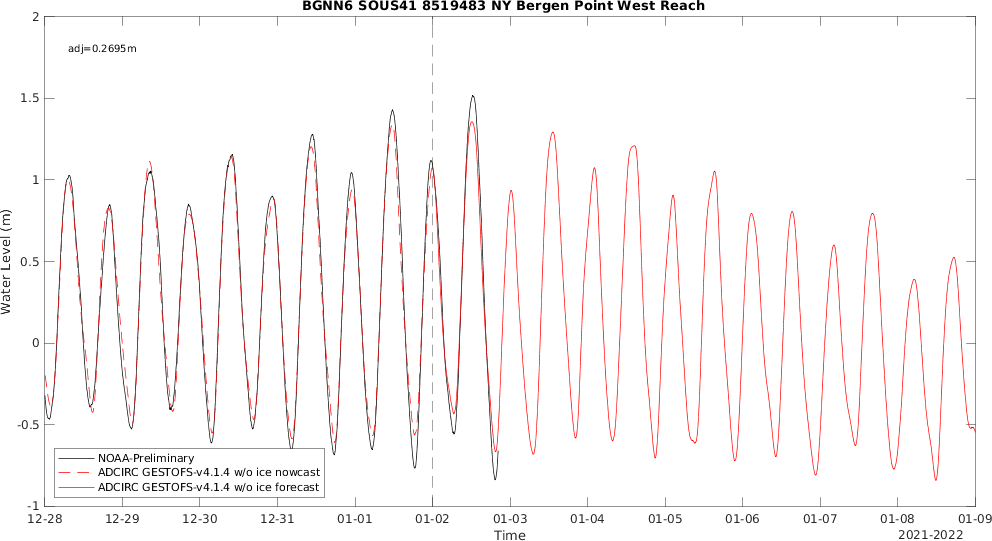 BGNN6 SOUS41 8519483 NY Bergen Point West Reach
adj=0.2695m
2
1.5
1
0.5
0
-0.5
-1
Water Level (m)
NOAA-Preliminary
ADCIRC GESTOFS-v4.1.4 w/o ice nowcast
ADCIRC GESTOFS-v4.1.4 w/o ice forecast
12-28 12-29 12-30 12-31 01-01 01-02 01-03 01-04 01-05 01-06 01-07 01-08 01-09
Time
2021-2022